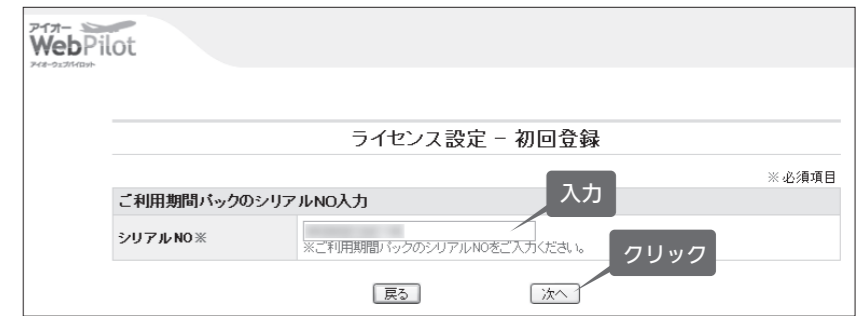 アイオー
WebPilot
アイオーウェブパイロット
ライセンス設定 − 初回登録
※必須項目
ご利用期間パックのシリアルNO入力
入力
シリアルNO※
※ご利用期間パックのシリアルNOをご入力ください。
クリック
戻る
次へ